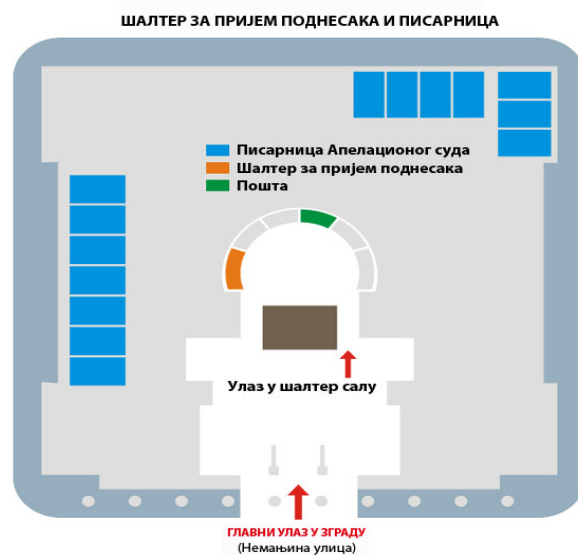 ШАЛТЕР ЗА ПРИЈЕМ ПОДНЕСАКА И ПИСАРНИЦА
Писарница Апелационог суда
Шалтер за пријем поднесака
Пошта
Улаз у шалтер салу
ГЛАВНИ УЛАЗ У ЗГРАДУ
(Немањина улица)